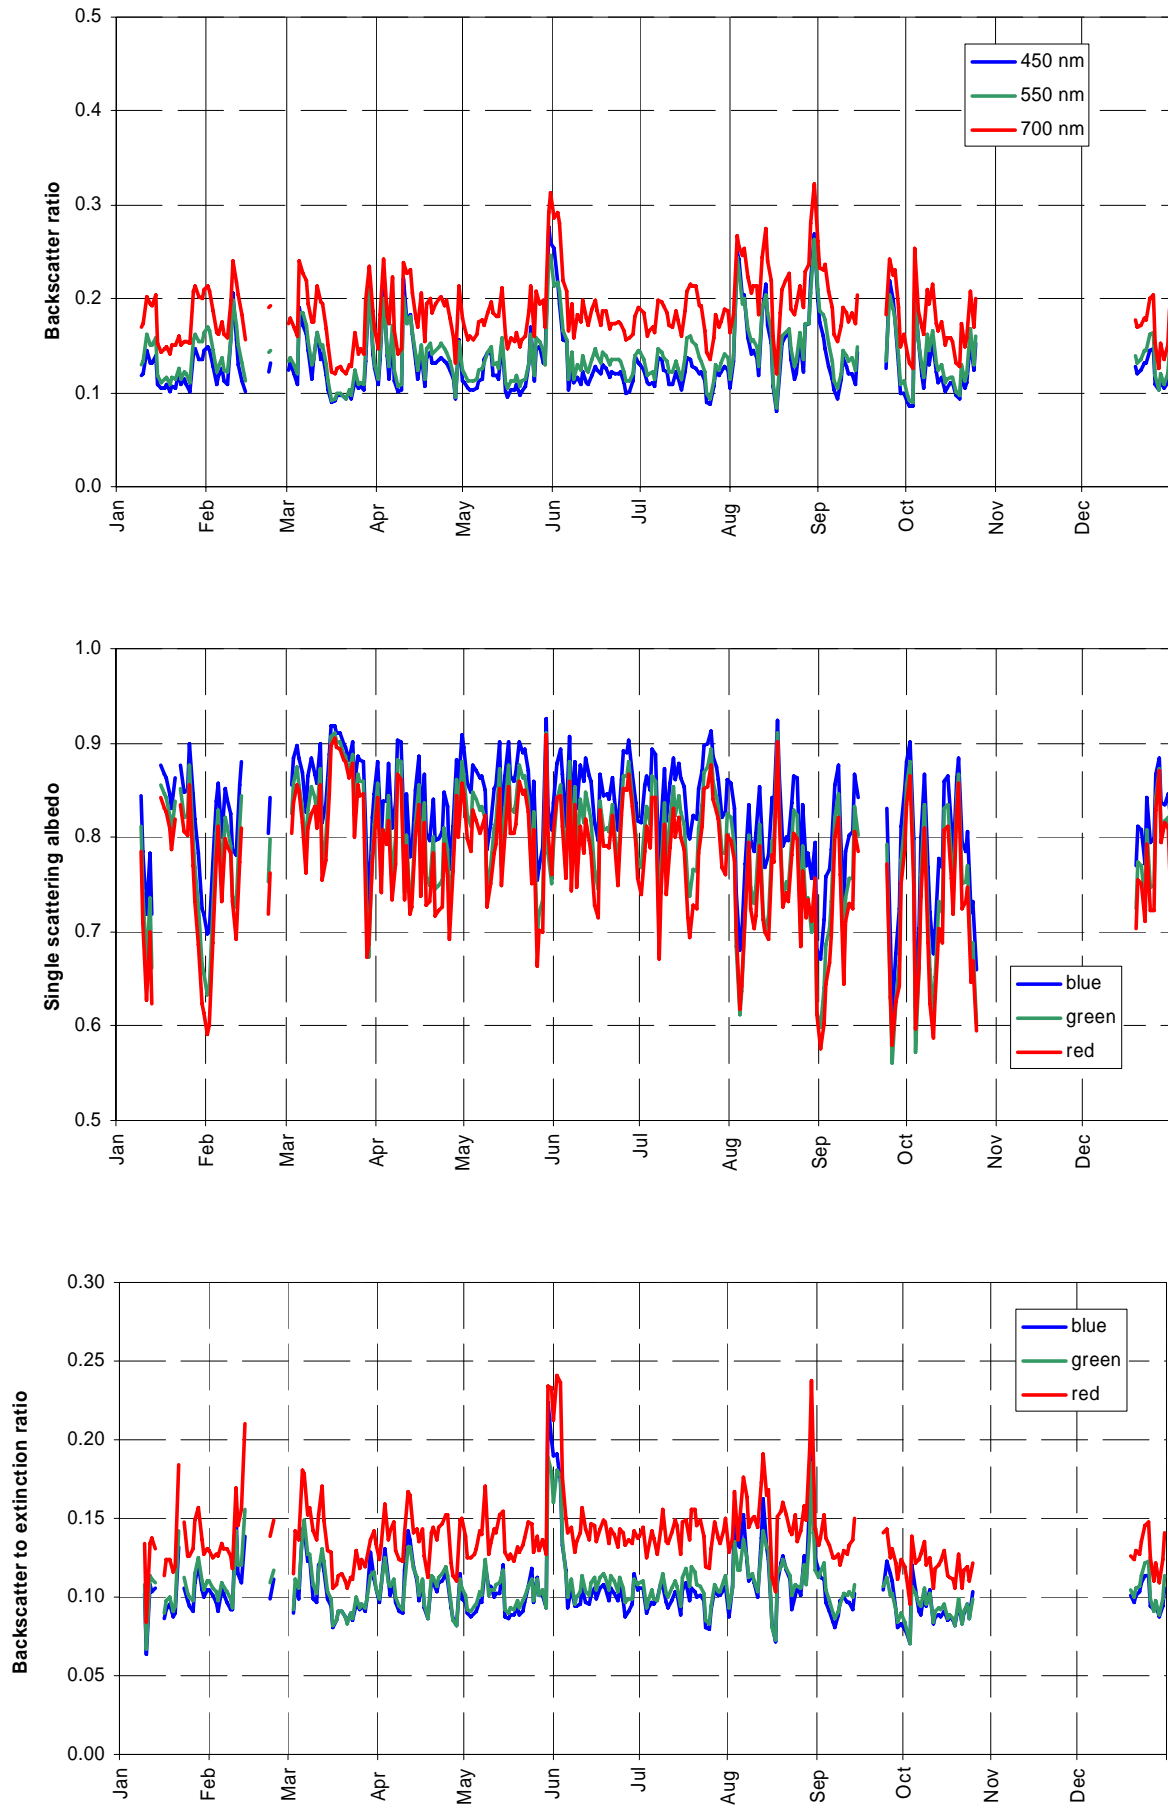 0.5
450 nm
0.4
550 nm
700 nm
0.3
Backscatter ratio
0.2
0.1
0.0
Jan Feb Mar Apr May Jun Jul Aug Sep Oct Nov Dec
1.0
0.9
0.8
Single scattering albedo
0.7
blue
0.6
green
red
0.5
Jan Feb Mar Apr May Jun Jul Aug Sep Oct Nov Dec
0.30
blue
0.25
green
red
0.20
Backscatter to extinction ratio
0.15
0.10
0.05
0.00
Jan Feb Mar Apr May Jun Jul Aug Sep Oct Nov Dec